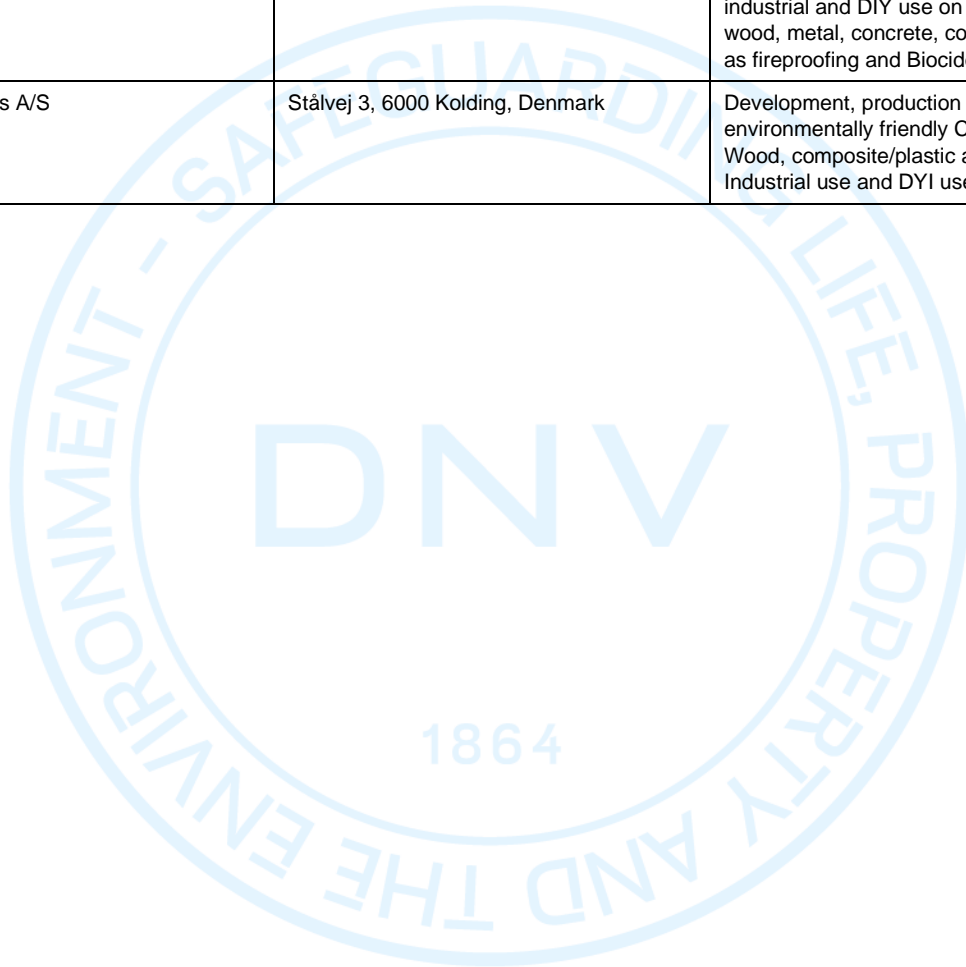 industrial and DIY use on
wood, metal, concrete, co
as fireproofing and Biocid
s A/S
Stålvej 3, 6000 Kolding, Denmark
Development, production
environmentally friendly C
Wood, composite/plastic a
Industrial use and DYI use
SAFEGUARDING LIFE, PROPERTY AND THE ENVIRONMENT -
DNV
1864